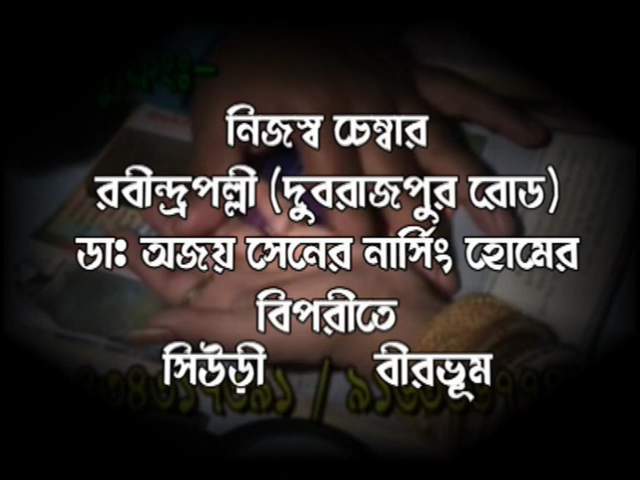 নিজস্ব চেম্বার
রবীন্দ্রপল্লী (দুবরাজপুর রোড)
ডাঃ অজয় সেনের নার্সিং হোমের
বিপরীতে
সিউড়ী বীরভূম